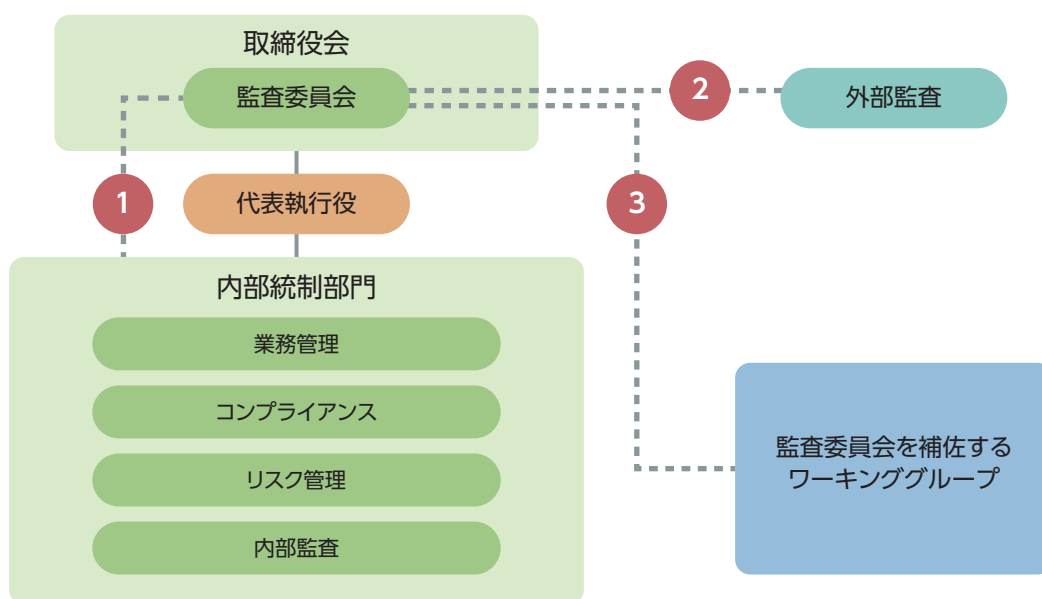 取締役会
監査委員会
2
外部監査
1
代表執行役
3
内部統制部門
業務管理
コンプライアンス
リスク管理
内部監査
監査委員会を補佐する
ワーキンググループ